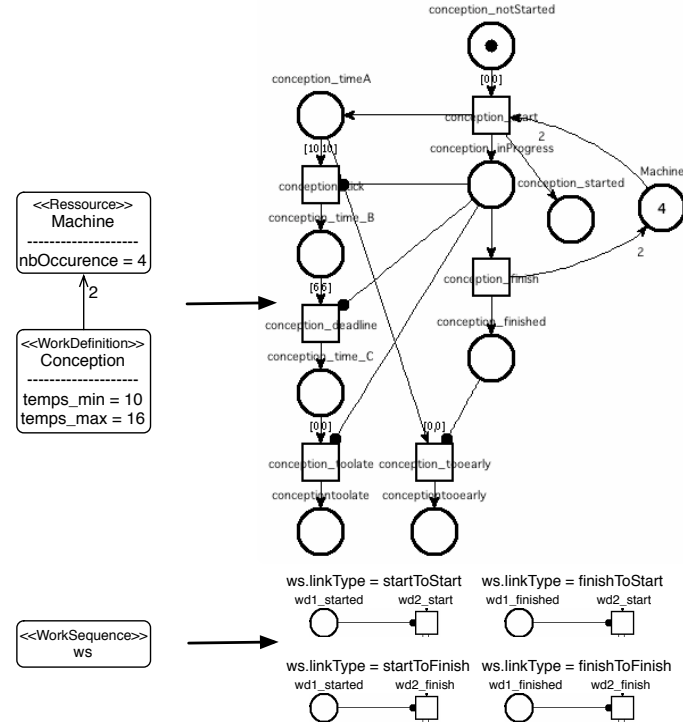 conception_notStarted
[0,0]
conception_timeA
conception_start
2
[10,10]
conception_inProgress
Machine
4
conception_started
conception_tick
conception_time_B
2
<<Ressource>>
Machine
---------------------
nbOccurence = 4
2
[6,6]
conception_finish
conception_deadline
conception_finished
conception_time_C
<<WorkDefinition>>
Conception
--------------------
temps_min = 10
temps_max = 16
[0,0]
[0,0]
conception_toolate
conception_tooearly
conceptiontoolate
conceptiontooearly
ws.linkType = startToStart
wd1_started
wd2_start
ws.linkType = finishToStart
wd1_finished
wd2_start
<<WorkSequence>>
ws
ws.linkType = startToFinish
wd1_started
wd2_finish
ws.linkType = finishToFinish
wd1_finished
wd2_finish